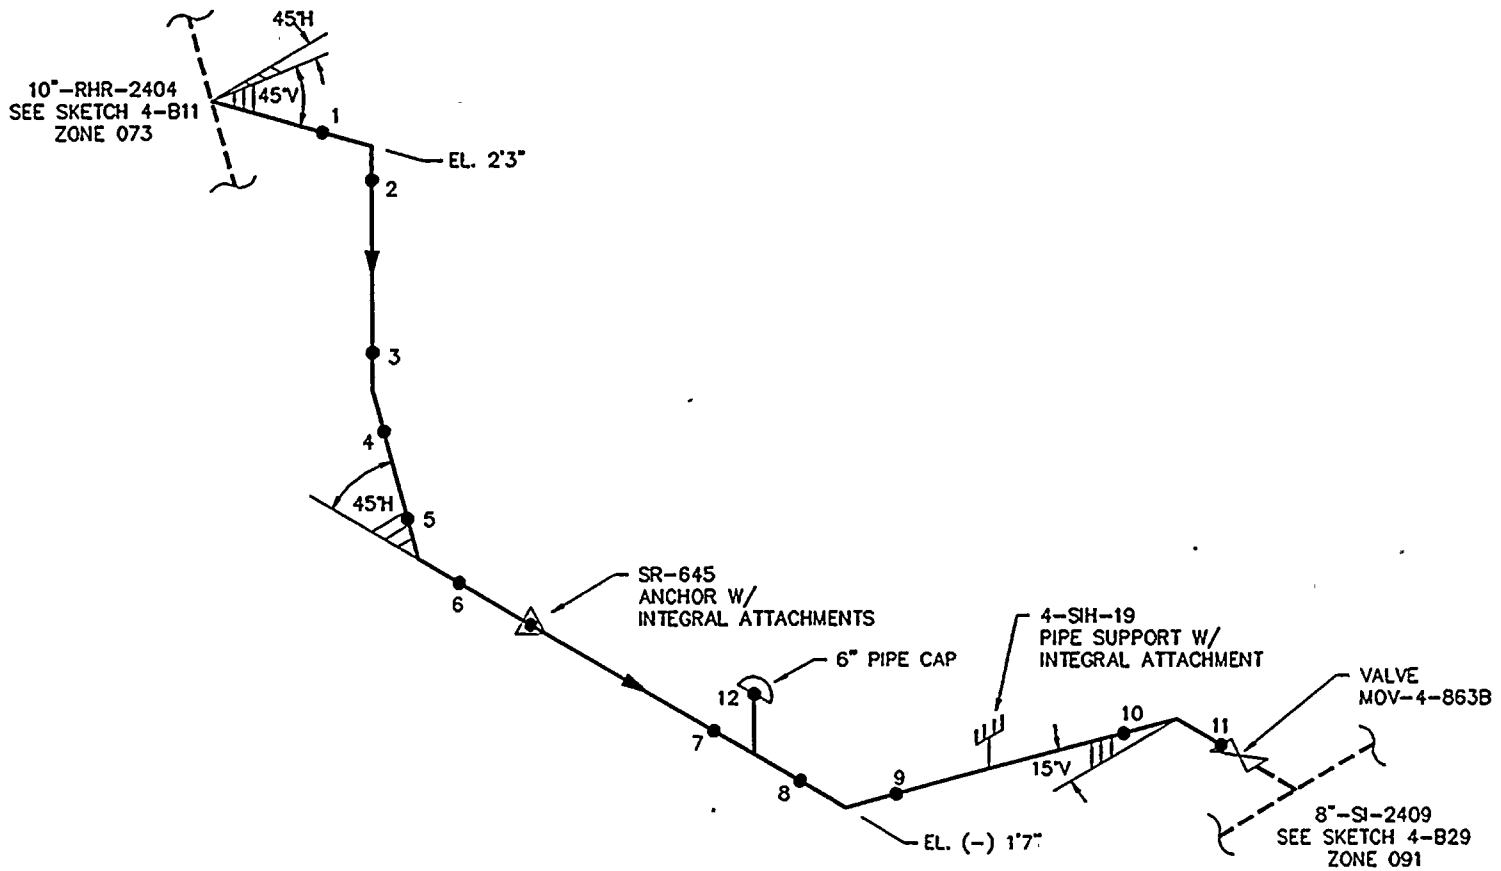 45°H
10"-RHR-2404
SEE SKETCH 4-B11
ZONE 073
45°V
1
EL. 2'3"
2
3
4
45°H
5
6
SR-645
ANCHOR W/
INTEGRAL ATTACHMENTS
4-SIH-19
PIPE SUPPORT W/
INTEGRAL ATTACHMENT
6" PIPE CAP
VALVE
MOV-4-863B
12
7
10
11
15°V
8
9
EL. (-) 1'7"
8"-SI-2409
SEE SKETCH 4-B29
ZONE 091